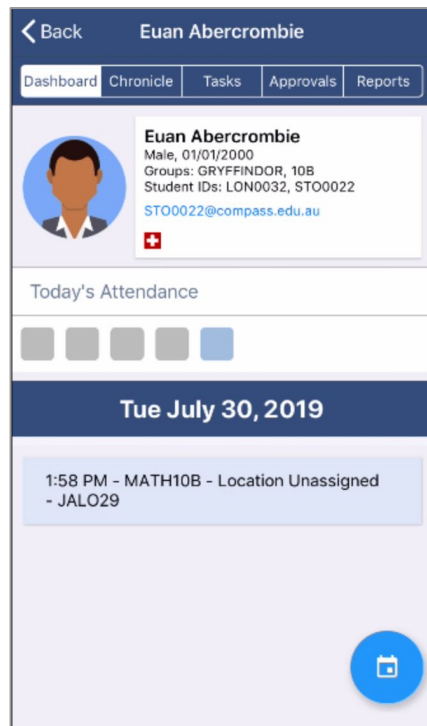 Back
Euan Abercrombie
Dashboard
Chronicle
Tasks
Approvals
Reports
Euan Abercrombie
Male, 01/01/2000
Groups: GRYFFINDOR, 10B
Student IDs: LON0032, STO0022
STO0022@compass.edu.au
Today's Attendance
Tue July 30, 2019
1:58 PM - MATH10B - Location Unassigned
- JALO29